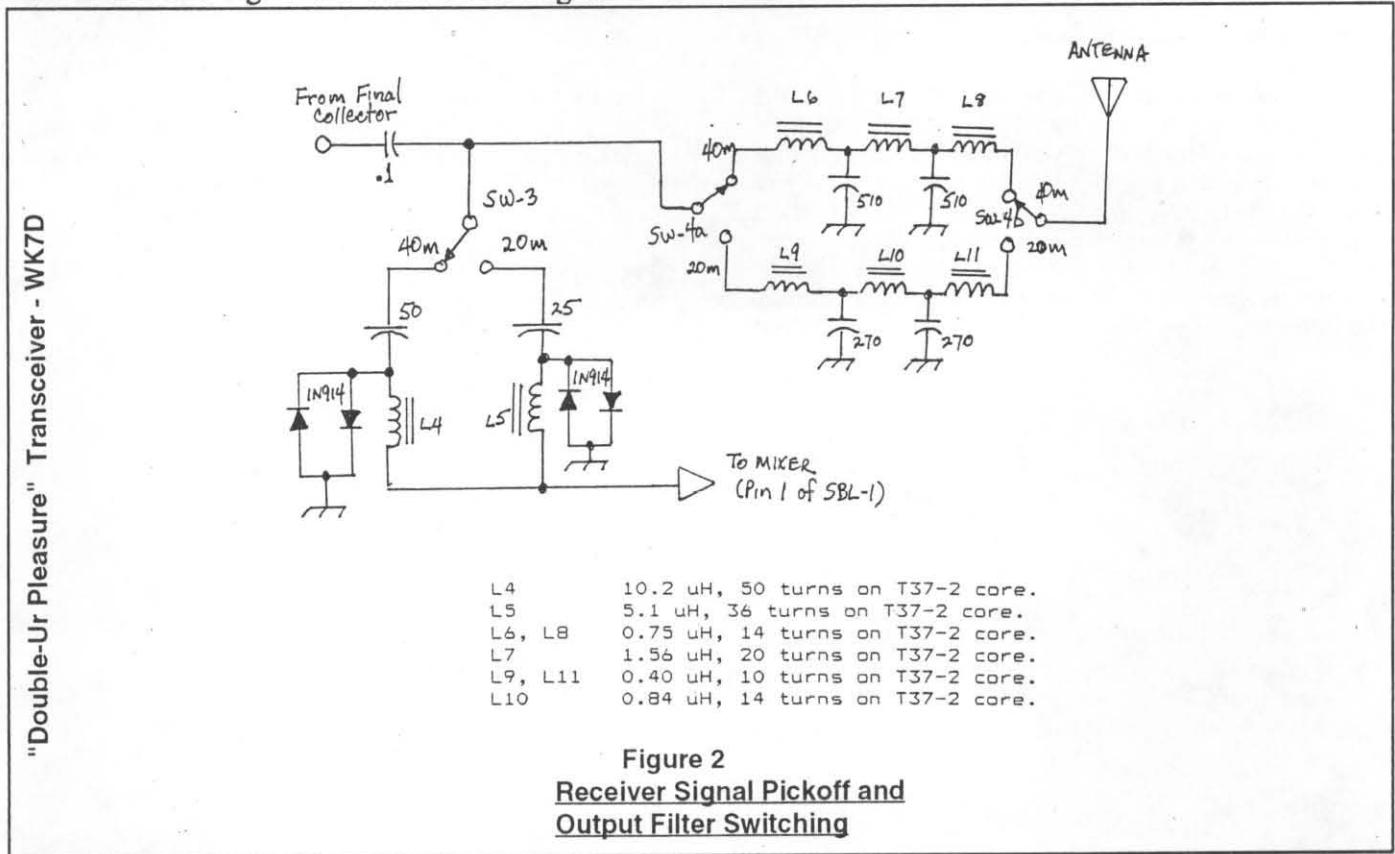 "Double-Ur Pleasure" Transceiver - WK7D
ANTENNA
From Final
Collector
.1
SW-3
40m
20m
50
25
1N914
L4
L5
1N914
To MIXER
(Pin 1 of SBL-1)
L6
L7
L8
40m
510
510
40m
SW-4a
SW-4b
20m
20m
L9
L10
L11
270
270
L4 10.2 uH, 50 turns on T37-2 core.
L5 5.1 uH, 36 turns on T37-2 core.
L6, L8 0.75 uH, 14 turns on T37-2 core.
L7 1.56 uH, 20 turns on T37-2 core.
L9, L11 0.40 uH, 10 turns on T37-2 core.
L10 0.84 uH, 14 turns on T37-2 core.
Figure 2
Receiver Signal Pickoff and
Output Filter Switching